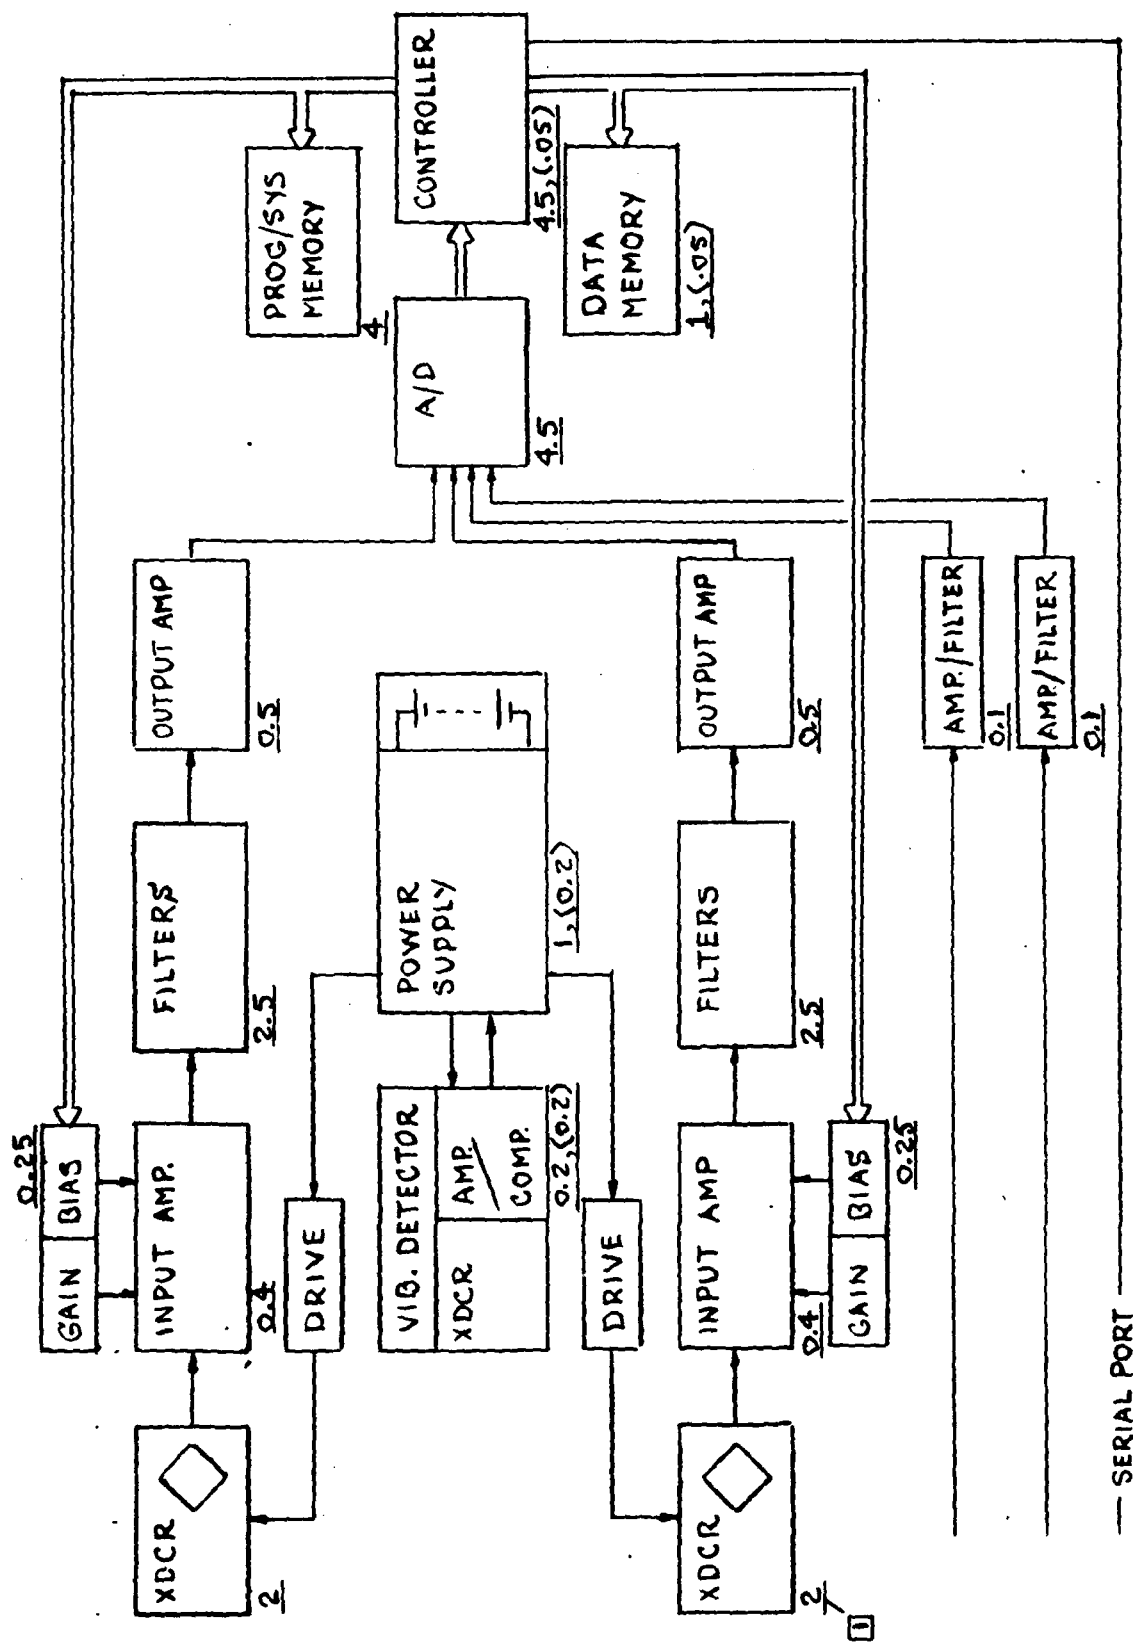 0.25
GAIN
BIAS
XDCR
2
INPUT AMP.
0.4
FILTERS
2.5
OUTPUT AMP
0.5
DRIVE
VIB. DETECTOR
XDCR
AMP./
COMP.
0.2,(0.2)
POWER
SUPPLY
1,(0.2)
DRIVE
PROG/SYS
MEMORY
4
A/D
4.5
CONTROLLER
4.5,(.05)
DATA
MEMORY
1,(.05)
XDCR
2
1
INPUT AMP
0.4
GAIN
BIAS
0.25
FILTERS
2.5
OUTPUT AMP
0.5
AMP./FILTER
0.1
AMP./FILTER
0.1
SERIAL PORT